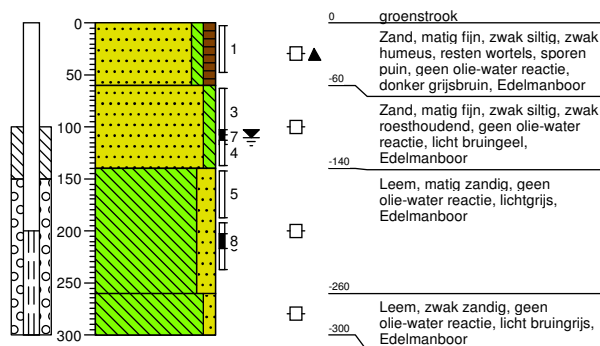 0
50
100
150
200
250
300
1
3
7
4
5
8
0
groenstrook
Zand, matig fijn, zwak siltig, zwak
humeus, resten wortels, sporen
puin, geen olie-water reactie,
donker grijsbruin, Edelmanboor
-60
Zand, matig fijn, zwak siltig, zwak
roesthoudend, geen olie-water
reactie, licht bruingeel,
Edelmanboor
-140
Leem, matig zandig, geen
olie-water reactie, lichtgrijs,
Edelmanboor
-260
Leem, zwak zandig, geen
olie-water reactie, licht bruingrijs,
Edelmanboor
-300